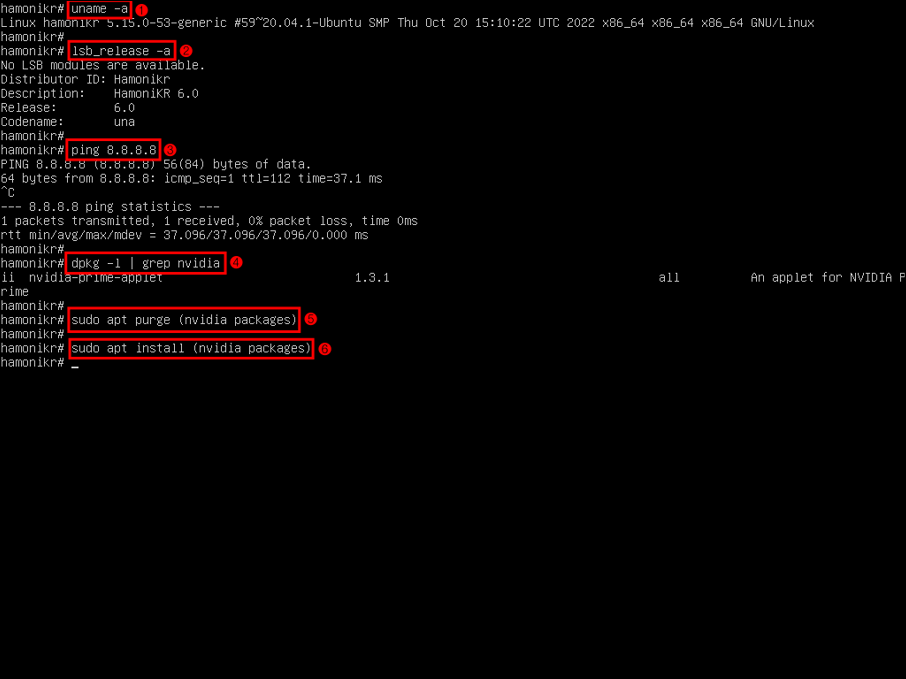 hamonikr# uname -a ❶
Linux hamonikr 5.15.0-53-generic #59~20.04.1-Ubuntu SMP Thu Oct 20 15:10:22 UTC 2022 x86_64 x86_64 x86_64 GNU/Linux
hamonikr#
hamonikr# lsb_release -a ❷
No LSB modules are available.
Distributor ID: Hamonikr
Description:    HamoniKR 6.0
Release:        6.0
Codename:       una
hamonikr#
hamonikr# ping 8.8.8.8 ❸
PING 8.8.8.8 (8.8.8.8) 56(84) bytes of data.
64 bytes from 8.8.8.8: icmp_seq=1 ttl=112 time=37.1 ms
^C
--- 8.8.8.8 ping statistics ---
1 packets transmitted, 1 received, 0% packet loss, time 0ms
rtt min/avg/max/mdev = 37.096/37.096/37.096/0.000 ms
hamonikr#
hamonikr# dpkg -l | grep nvidia ❹
ii  nvidia-prime-applet                           1.3.1                                      all          An applet for NVIDIA P
rime
hamonikr#
hamonikr# sudo apt purge (nvidia packages) ❺
hamonikr#
hamonikr# sudo apt install (nvidia packages) ❻
hamonikr# _